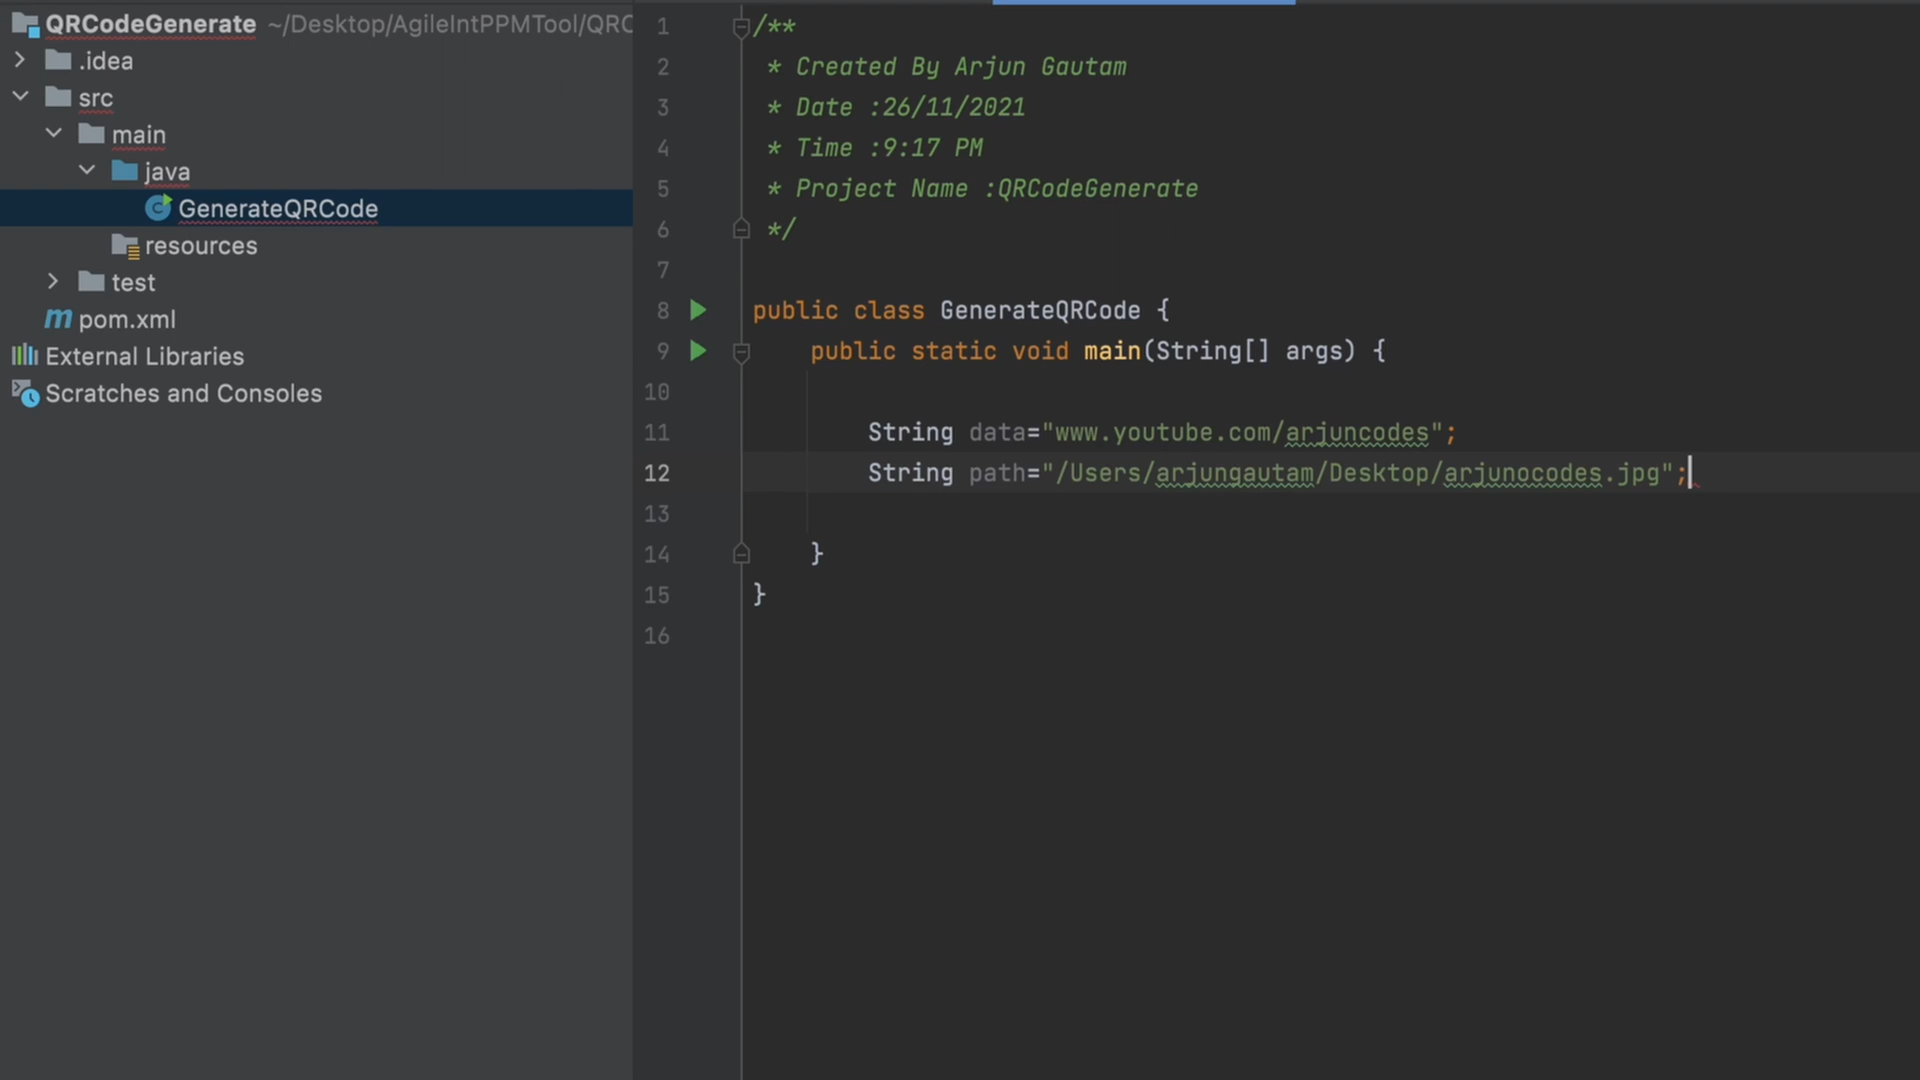 QRCodeGenerate ~/Desktop/AgileIntPPMTool/QRC
.idea
src
main
java
GenerateQRCode
resources
test
pom.xml
External Libraries
Scratches and Consoles
1 /**
2 * Created By Arjun Gautam
3 * Date :26/11/2021
4 * Time :9:17 PM
5 * Project Name :QRCodeGenerate
6 */
7
8 public class GenerateQRCode {
9 public static void main(String[] args) {
10
11 String data="www.youtube.com/arjuncodes";
12 String path="/Users/arjungautam/Desktop/arjunocodes.jpg";
13
14 }
15 }
16